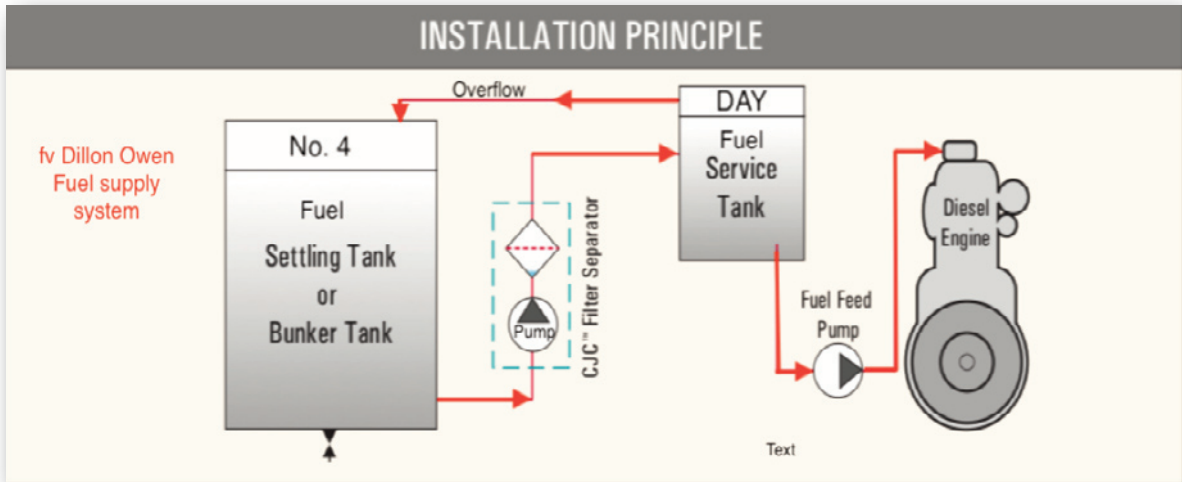 INSTALLATION PRINCIPLE
fv Dillon Owen
Fuel supply
system
Overflow
No. 4
Fuel
Settling Tank
or
Bunker Tank
Pump
CJC™ Filter Separator
DAY
Fuel
Service
Tank
Fuel Feed
Pump
Diesel
Engine
Text